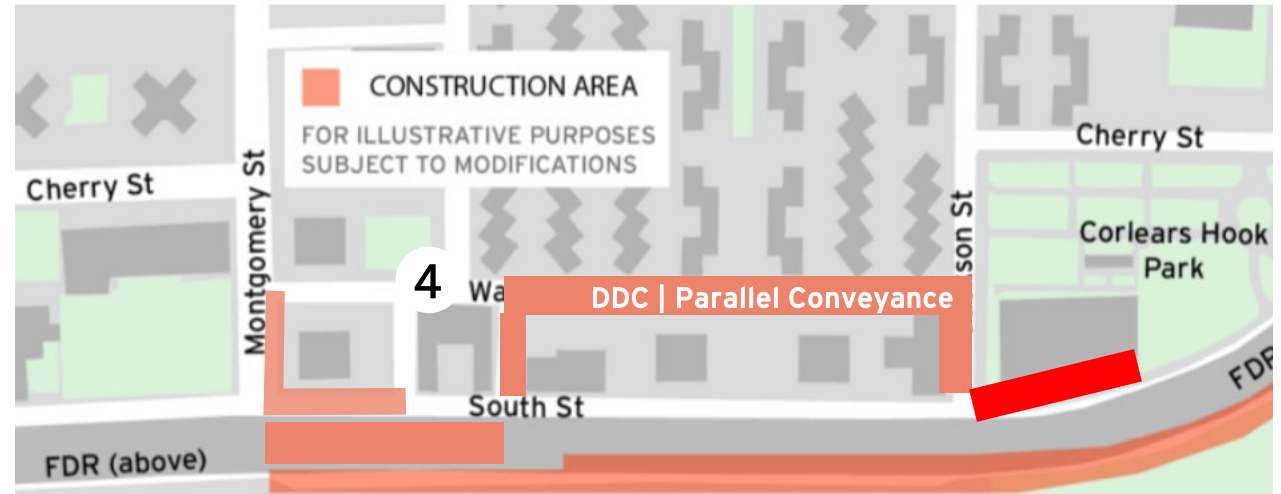 CONSTRUCTION AREA
FOR ILLUSTRATIVE PURPOSES
SUBJECT TO MODIFICATIONS
Cherry St
Cherry St
Montgomery St
Corlears Hook
Park
4
DDC | Parallel Conveyance
South St
FDR (above)
FDR